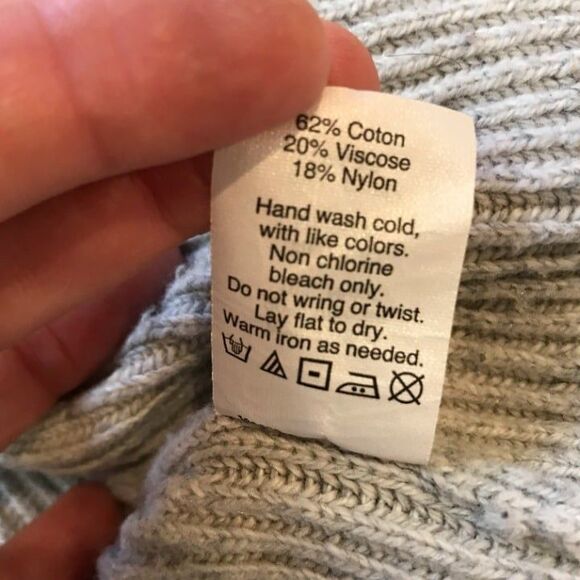 62% Coton
20% Viscose
18% Nylon
Hand wash cold,
with like colors.
Non chlorine
bleach only.
Do not wring or twist.
Lay flat to dry.
Warm iron as needed.